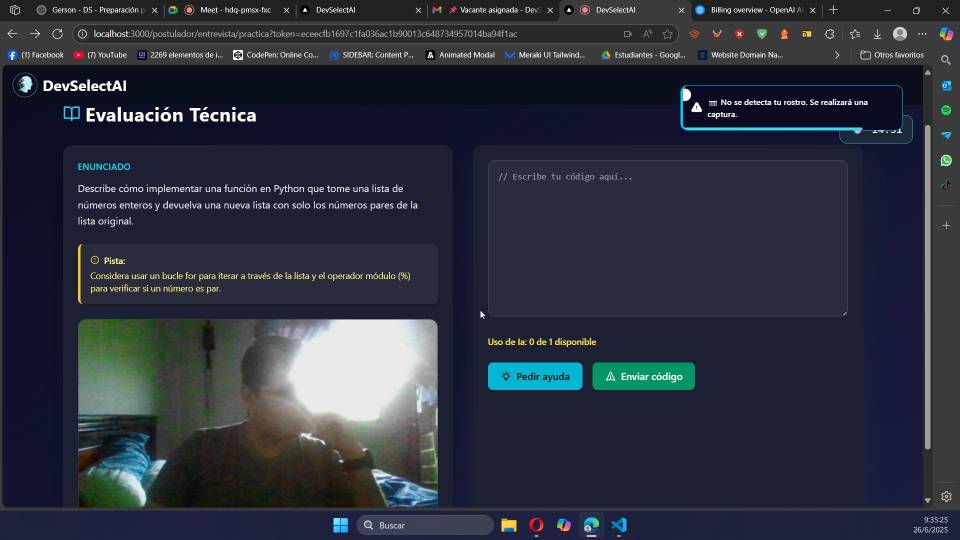 Gerson - DS - Preparación p
Meet - hdq-pmsx-fxc
DevSelectAI
Vacante asignada - DevS
DevSelectAI
Billing overview - OpenAI A
localhost:3000/postulador/entrevista/practica?token=eceecfb1697c1fa036ac1b90013c648734957014ba94f1ac
(1) Facebook
(7) YouTube
2269 elementos de i...
CodePen: Online Co...
SIDEBAR: Content P...
Animated Modal
Meraki UI Tailwind...
Estudiantes - Googl...
Website Domain Na...
Otros favoritos
DevSelectAI
No se detecta tu rostro. Se realizará una
captura.
Evaluación Técnica
ENUNCIADO
Describe cómo implementar una función en Python que tome una lista de
números enteros y devuelva una nueva lista con solo los números pares de la
lista original.
Pista:
Considera usar un bucle for para iterar a través de la lista y el operador módulo (%)
para verificar si un número es par.
// Escribe tu código aquí...
Uso de Ia: 0 de 1 disponible
Pedir ayuda
Enviar código
Buscar
9:35:25
26/6/2025